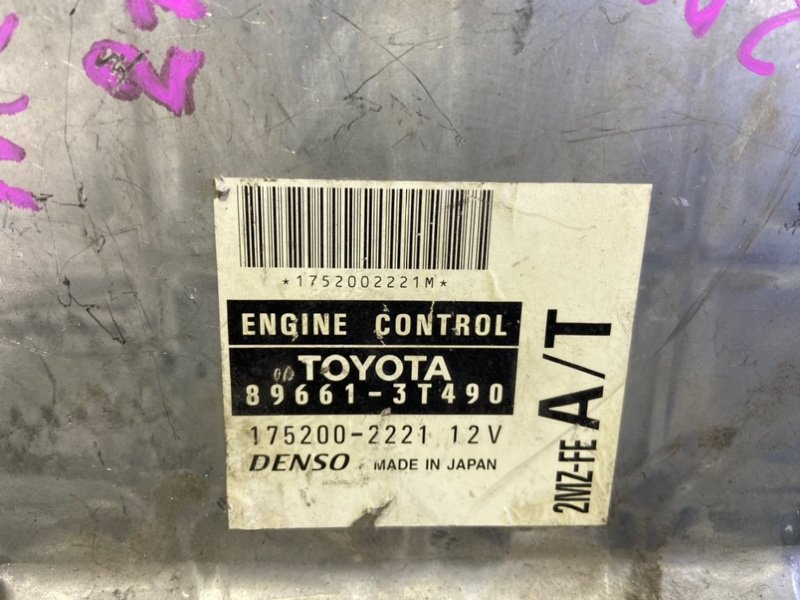 *1752002221M*
ENGINE CONTROL
TOYOTA
89661-3T490
175200-2221 12V
DENSO MADE IN JAPAN
2MZ-FE A/T